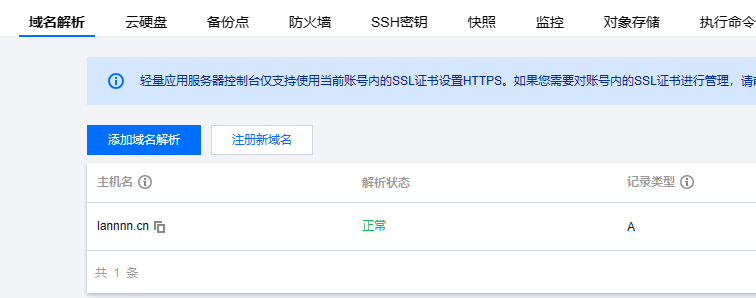 域名解析 云硬盘 备份点 防火墙 SSH密钥 快照 监控 对象存储 执行命令
轻量应用服务器控制台仅支持使用当前账号内的SSL证书设置HTTPS。如果您需要对账号内的SSL证书进行管理，请
添加域名解析 注册新域名
主机名 解析状态 记录类型
lannnn.cn 正常 A
共 1 条